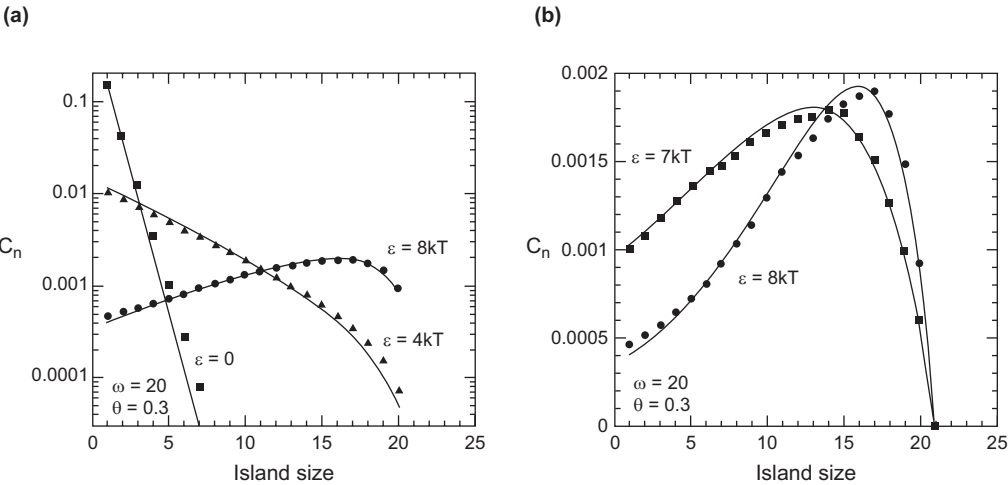 (a)
0.1
0.01
0.001
0.0001
Cn
ε = 8kT
ε = 4kT
ε = 0
ω = 20
θ = 0.3
0 5 10 15 20 25
Island size
(b)
0.002
0.0015
0.001
0.0005
0
Cn
ε = 7kT
ε = 8kT
ω = 20
θ = 0.3
0 5 10 15 20 25
Island size